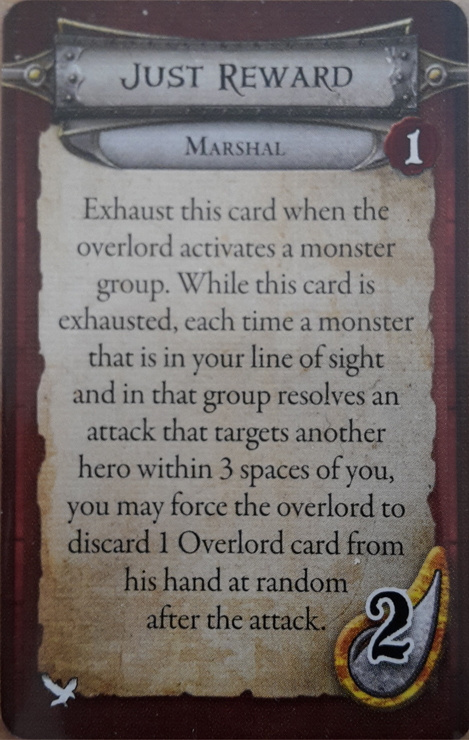 Just Reward
Marshal
1
Exhaust this card when the
overlord activates a monster
group. While this card is
exhausted, each time a monster
that is in your line of sight
and in that group resolves an
attack that targets another
hero within 3 spaces of you,
you may force the overlord to
discard 1 Overlord card from
his hand at random
after the attack.
2